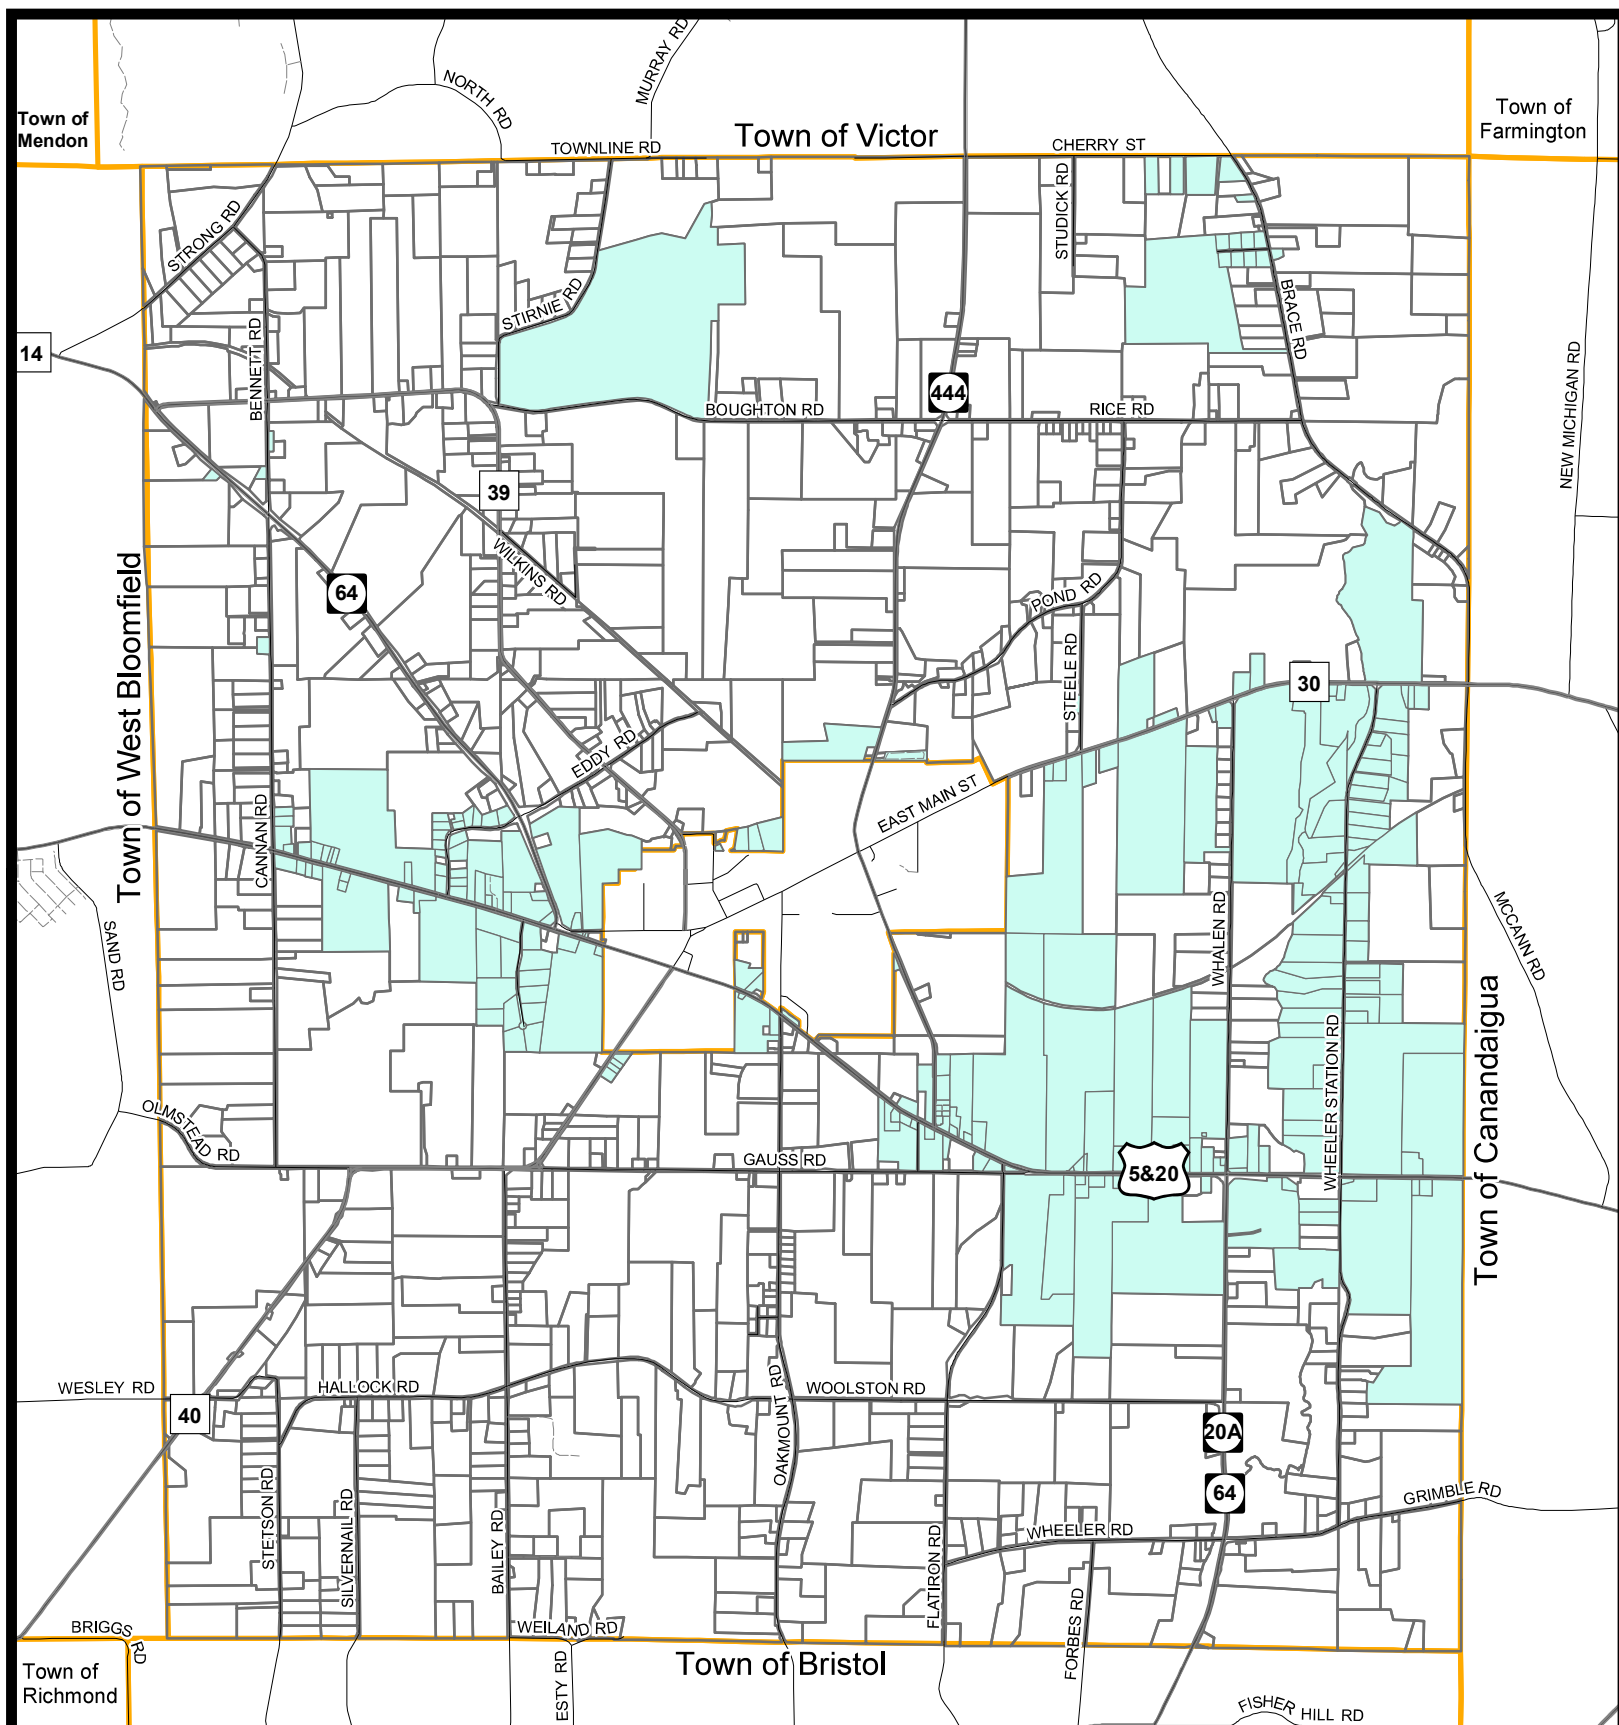 MURRAY RD
NORTH RD
Town of
Mendon
Town of Victor
Town of
Farmington
TOWNLINE RD
CHERRY ST
STUDICK RD
STRONG RD
STIRNIE RD
BRACE RD
BENNETT RD
14
444
NEW MICHIGAN RD
BOUGHTON RD
RICE RD
39
WILKINS RD
64
POND RD
STEELE RD
30
Town of West Bloomfield
EDDY RD
EAST MAIN ST
CANNAN RD
SAND RD
WHALEN RD
MCCANN RD
WHEELER STATION RD
Town of Canandaigua
OLMSTEAD RD
GAUSS RD
5&20
WESLEY RD
HALLOCK RD
WOOLSTON RD
OAKMOUNT RD
40
20A
64
STETSON RD
SILVERNAIL RD
BAILEY RD
FLATIRON RD
WHEELER RD
GRIMBLE RD
FORBES RD
BRIGGS RD
WEILAND RD
Town of Bristol
Town of
Richmond
ESTY RD
FISHER HILL RD